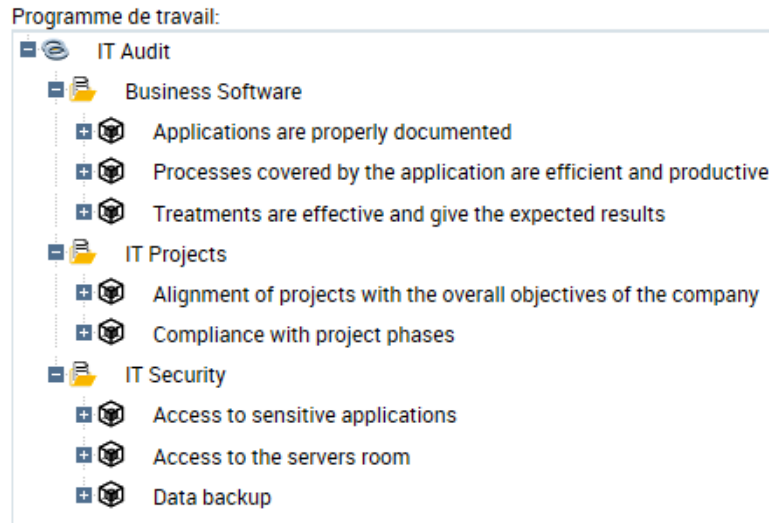 Programme de travail:
IT Audit
Business Software
Applications are properly documented
Processes covered by the application are efficient and productive
Treatments are effective and give the expected results
IT Projects
Alignment of projects with the overall objectives of the company
Compliance with project phases
IT Security
Access to sensitive applications
Access to the servers room
Data backup